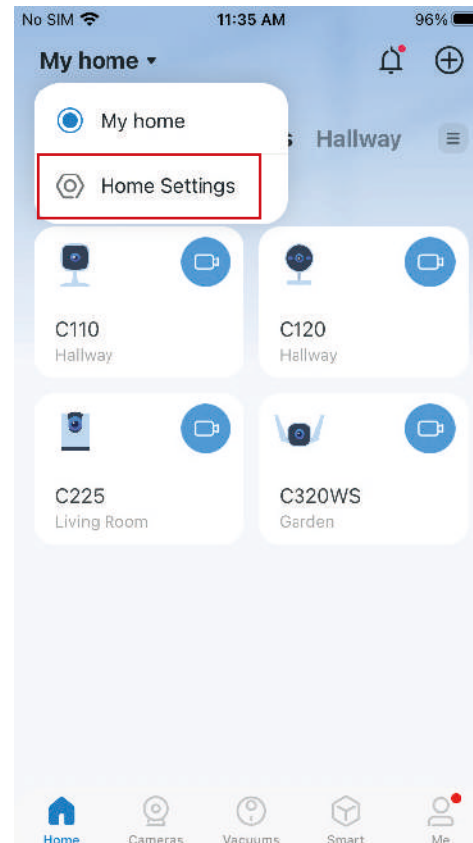 No SIM 11:35 AM 96%
My home
My home
s Hallway
Home Settings
C110 C120
Hallway Hallway
C225 C320WS
Living Room Garden
Home Cameras Vacuums Smart Me